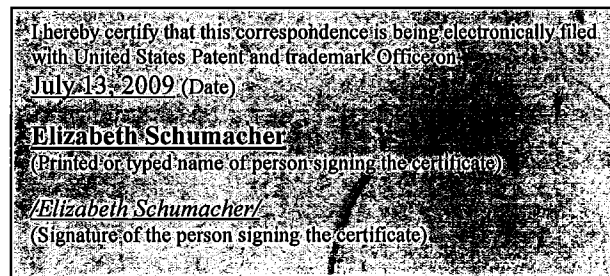 I hereby certify that this correspondence is being electronically filed
with United States Patent and trademark Office on
July 13, 2009 (Date)
Elizabeth Schumacher
(Printed or typed name of person signing the certificate)
/Elizabeth Schumacher/
(Signature of the person signing the certificate)